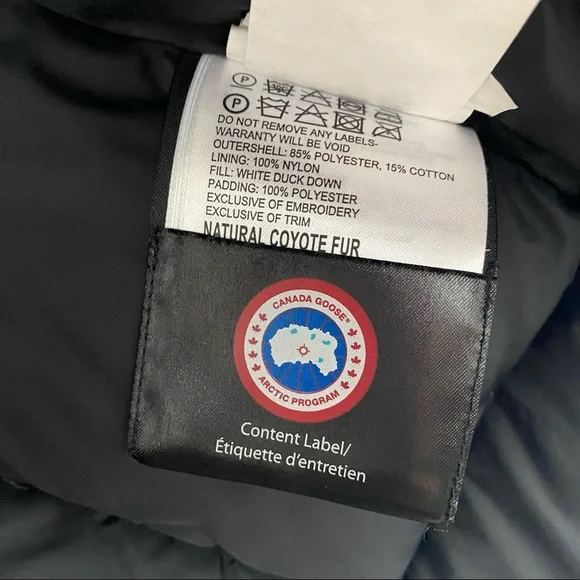 DO NOT REMOVE ANY LABELS-
WARRANTY WILL BE VOID
OUTERSHELL: 85% POLYESTER, 15% COTTON
LINING: 100% NYLON
FILL: WHITE DUCK DOWN
PADDING: 100% POLYESTER
EXCLUSIVE OF EMBROIDERY
EXCLUSIVE OF TRIM
NATURAL COYOTE FUR
CANADA GOOSE®
ARCTIC PROGRAM
Content Label/
Étiquette d'entretien